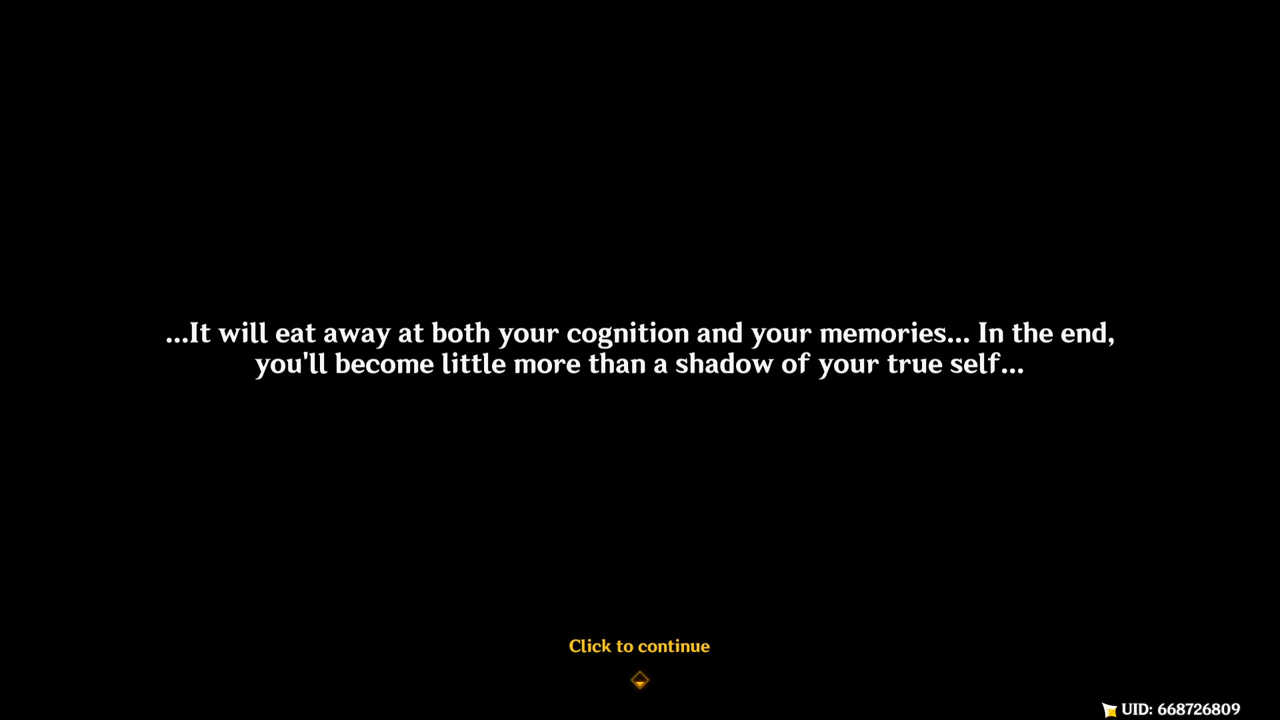 ...It will eat away at both your cognition and your memories... In the end,
you'll become little more than a shadow of your true self...
Click to continue
UID: 668726809